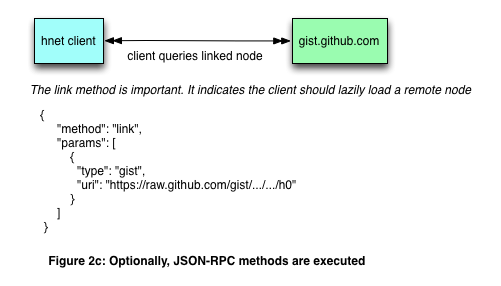 hnet client
gist.github.com
client queries linked node
The link method is important. It indicates the client should lazily load a remote node
{
"method": "link",
"params": [
{
"type": "gist",
"uri": "https://raw.github.com/gist/.../.../h0"
}
]
}
Figure 2c: Optionally, JSON-RPC methods are executed